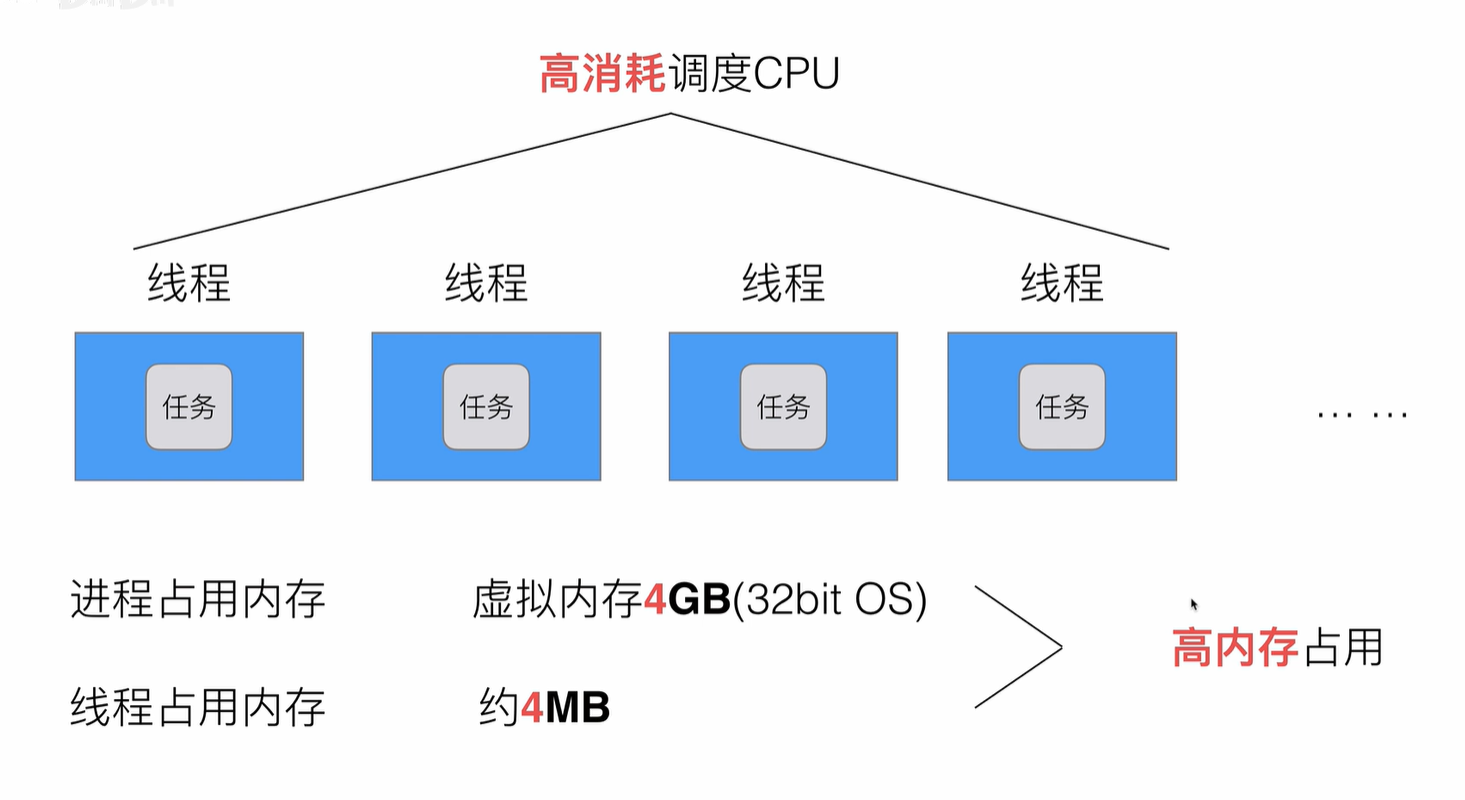 高消耗调度CPU
线程 线程 线程 线程
任务 任务 任务 任务 … …
进程占用内存 虚拟内存4GB(32bit OS)
高内存占用
线程占用内存 约4MB